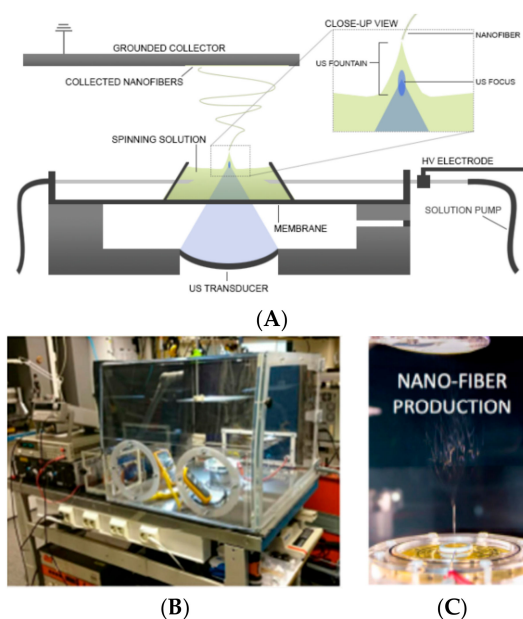 CLOSE-UP VIEW
GROUNDED COLLECTOR
COLLECTED NANOFIBERS
NANOFIBER
US FOUNTAIN
US FOCUS
SPINNING SOLUTION
HV ELECTRODE
SOLUTION PUMP
MEMBRANE
US TRANSDUCER
(A)
NANO-FIBER
PRODUCTION
(B)
(C)